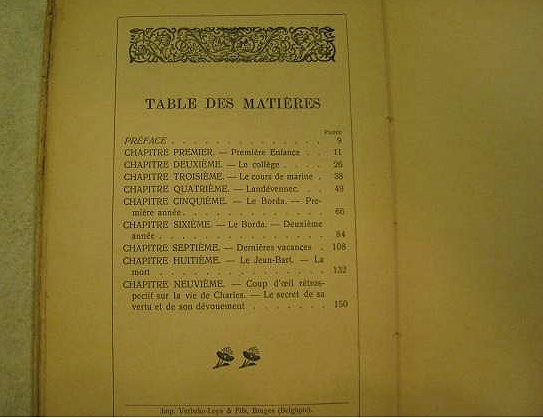 TABLE DES MATIÈRES
Pages
PRÉFACE . . . . . . . . . . . . . 9
CHAPITRE PREMIER. — Première Enfance . . 11
CHAPITRE DEUXIÈME. — Le collège . . . . 26
CHAPITRE TROISIÈME. — Le cours de marine . 38
CHAPITRE QUATRIÈME. — Landévennec. . . 49
CHAPITRE CINQUIÈME. — Le Borda. — Pre-
mière année. . . . . . . . . . . . 66
CHAPITRE SIXIÈME. — Le Borda. — Deuxième
année . . . . . . . . . . . . . . 84
CHAPITRE SEPTIÈME. — Dernières vacances . 108
CHAPITRE HUITIÈME. — Le Jean-Bart. — La
mort . . . . . . . . . . . . . . 132
CHAPITRE NEUVIÈME. — Coup d'œil rétros-
pectif sur la vie de Charles. — Le secret de sa
vertu et de son dévouement . . . . . . . 150
Imp. & Fils, Bruges (Belgique).